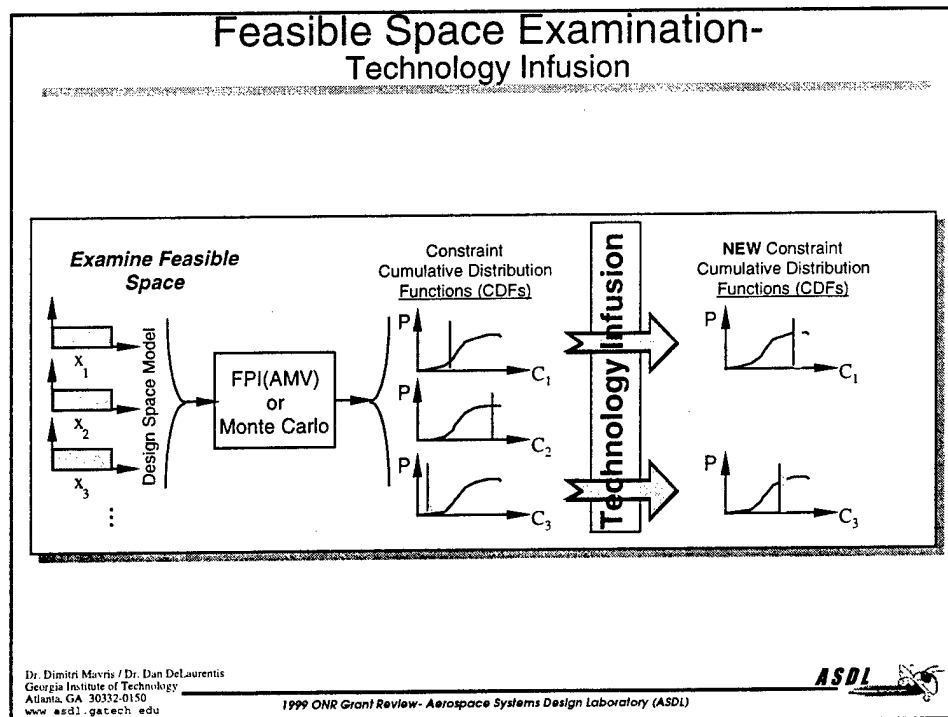 Feasible Space Examination-
Technology Infusion
Examine Feasible
Space
X1
X2
X3
⋮
Design Space Model
FPI(AMV)
or
Monte Carlo
Constraint
Cumulative Distribution
Functions (CDFs)
P
C1
P
C2
P
C3
Technology Infusion
NEW Constraint
Cumulative Distribution
Functions (CDFs)
P
C1
P
C3
Dr. Dimitri Mavris / Dr. Dan DeLaurentis
Georgia Institute of Technology
Atlanta, GA 30332-0150
www asdl.gatech edu
1999 ONR Grant Review- Aerospace Systems Design Laboratory (ASDL)
ASDL